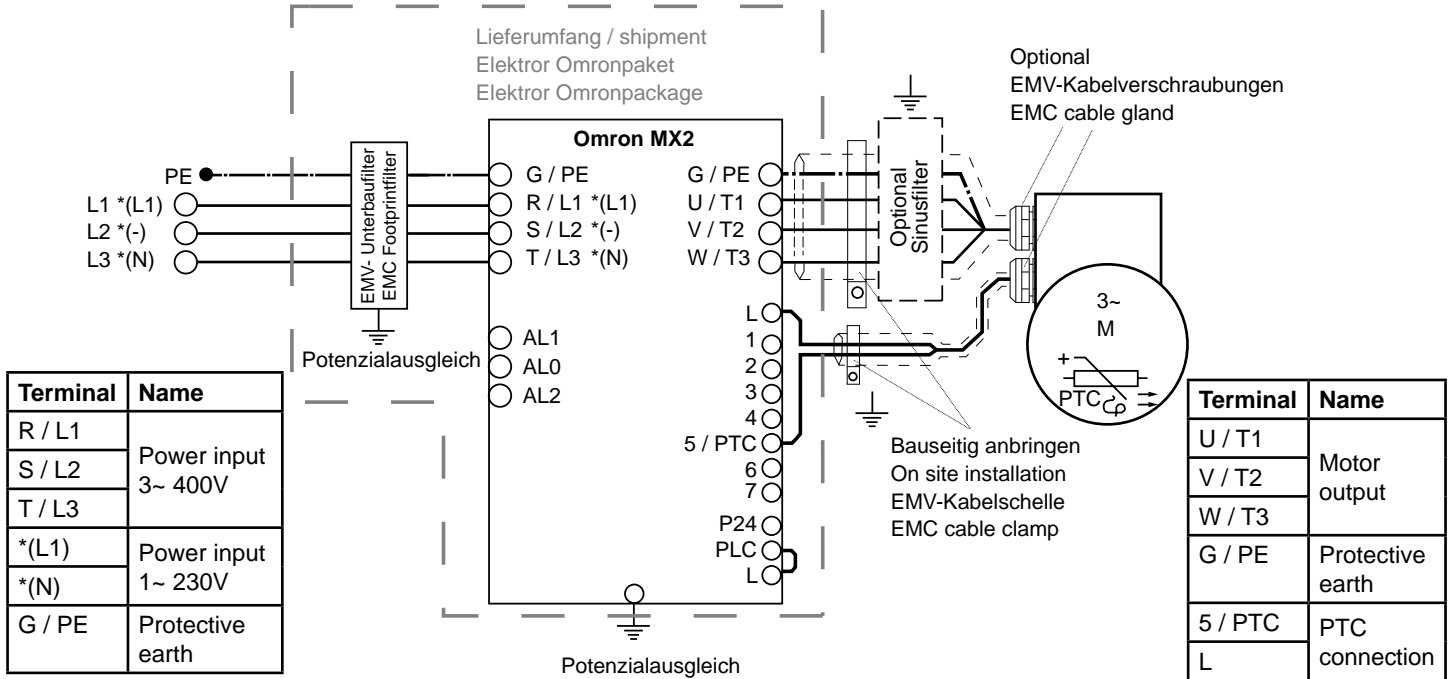 Lieferumfang / shipment
Elektror Omronpaket
Elektror Omronpackage
Optional
EMV-Kabelverschraubungen
EMC cable gland
Omron MX2
PE
L1 *(L1)
L2 *(-)
L3 *(N)
EMV- Unterbaufilter
EMC Footprintfilter
Potenzialausgleich
G / PE
R / L1 *(L1)
S / L2 *(-)
T / L3 *(N)
AL1
AL0
AL2
G / PE
U / T1
V / T2
W / T3
L
1
2
3
4
5 / PTC
6
7
P24
PLC
L
Optional
Sinusfilter
3~
M
+
PTC
Bauseitig anbringen
On site installation
EMV-Kabelschelle
EMC cable clamp
Potenzialausgleich
Terminal Name
R / L1
S / L2
T / L3
Power input
3~ 400V
*(L1)
*(N)
Power input
1~ 230V
G / PE Protective
earth
Terminal Name
U / T1
V / T2
W / T3
Motor
output
G / PE Protective
earth
5 / PTC
L
PTC
connection